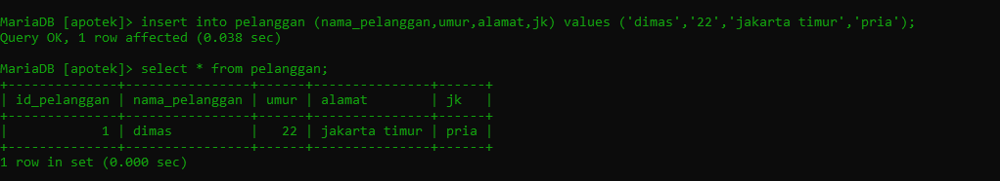 MariaDB [apotek]> insert into pelanggan (nama_pelanggan,umur,alamat,jk) values ('dimas','22','jakarta timur','pria');
Query OK, 1 row affected (0.038 sec)
MariaDB [apotek]> select * from pelanggan;
+--------------+----------------+------+---------------+------+
| id_pelanggan | nama_pelanggan | umur | alamat        | jk   |
+--------------+----------------+------+---------------+------+
|            1 | dimas          |   22 | jakarta timur | pria |
+--------------+----------------+------+---------------+------+
1 row in set (0.000 sec)